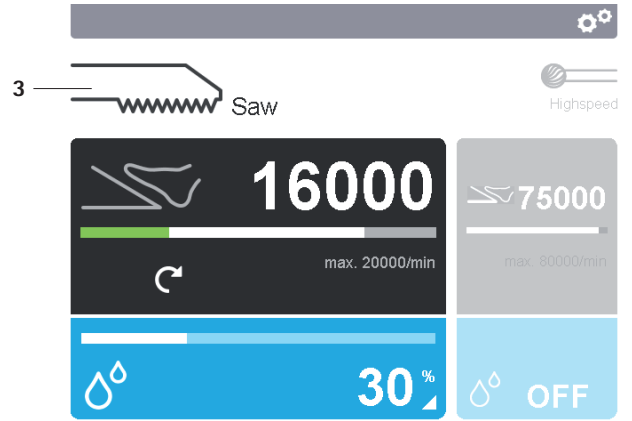 3
Saw
Highspeed
16000
75000
max. 20000/min
max. 80000/min
30 %
OFF